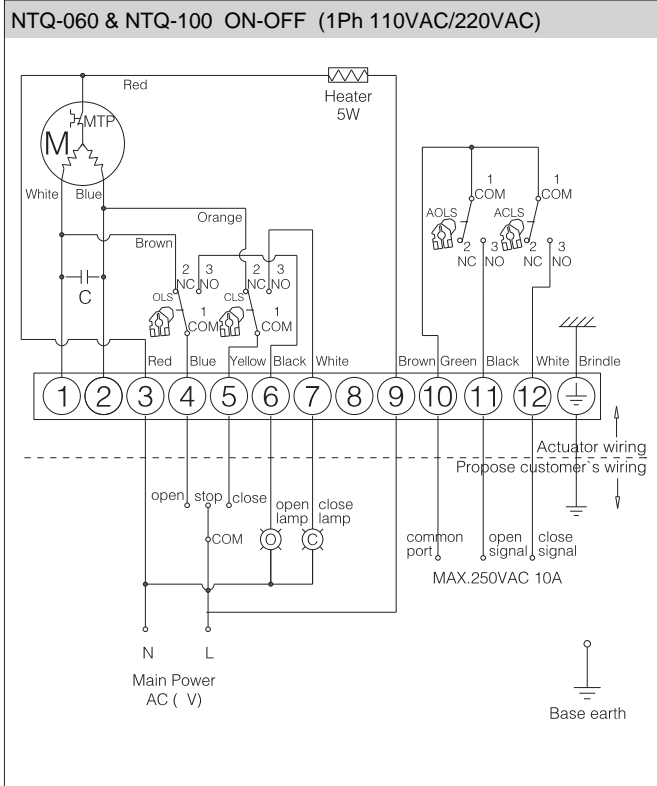 NTQ-060 & NTQ-100 ON-OFF (1Ph 110VAC/220VAC)
Red
Heater
5W
MTP
M
White Blue
Orange
Brown
C
2 3
NC NO
OLS
1
COM
2 3
NC NO
CLS
1
COM
1
COM
AOLS
2 3
NC NO
1
COM
ACLS
2 3
NC NO
Red Blue Yellow Black White Brown Green Black White Brindle
1 2 3 4 5 6 7 8 9 10 11 12
Actuator wiring
Propose customer`s wiring
open stop close
COM
open close
lamp lamp
O C
common open close
port signal signal
MAX.250VAC 10A
N L
Main Power
AC ( V)
Base earth